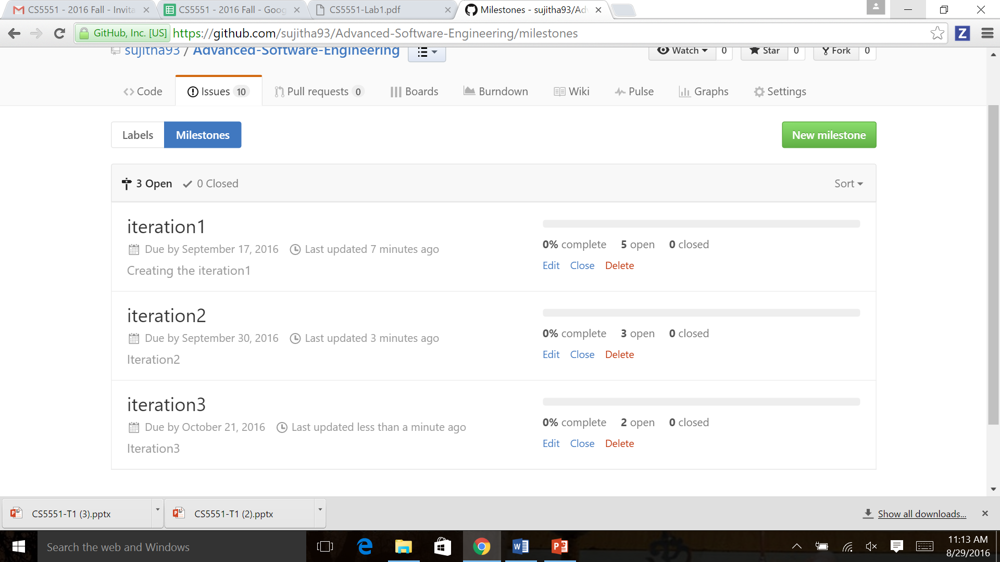 CS5551 - 2016 Fall - Invita
CS5551 - 2016 Fall - Goog
CS5551-Lab1.pdf
Milestones - sujitha93/Ad
GitHub, Inc. [US] https://github.com/sujitha93/Advanced-Software-Engineering/milestones
Z
sujitha93 / Advanced-Software-Engineering
Watch 0 Star 0 Fork 0
Code Issues 10 Pull requests 0 Boards Burndown Wiki Pulse Graphs Settings
Labels Milestones New milestone
3 Open 0 Closed Sort
iteration1
Due by September 17, 2016 Last updated 7 minutes ago
Creating the iteration1
0% complete 5 open 0 closed
Edit Close Delete
iteration2
Due by September 30, 2016 Last updated 3 minutes ago
Iteration2
0% complete 3 open 0 closed
Edit Close Delete
iteration3
Due by October 21, 2016 Last updated less than a minute ago
Iteration3
0% complete 2 open 0 closed
Edit Close Delete
CS5551-T1 (3).pptx CS5551-T1 (2).pptx Show all downloads...
Search the web and Windows
11:13 AM
8/29/2016